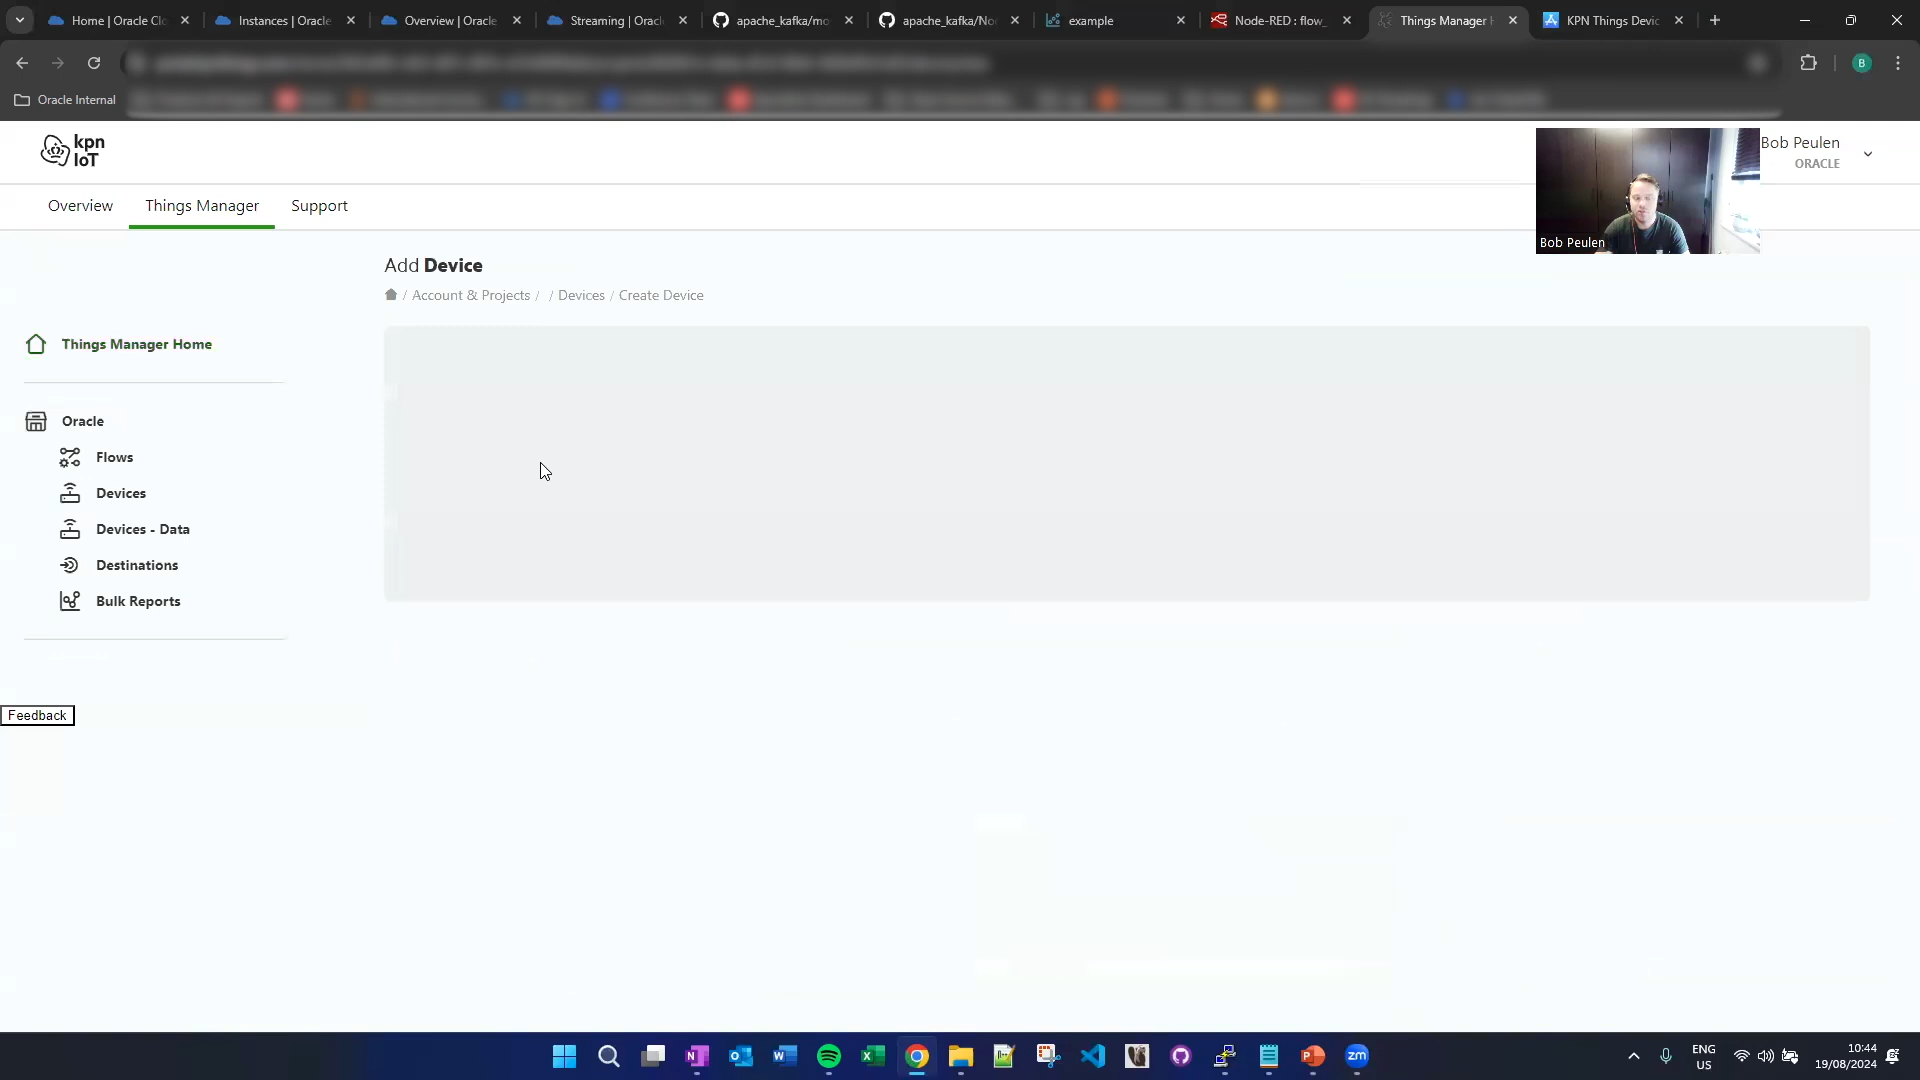 Home | Oracle Clo
Instances | Oracle
Overview | Oracle
Streaming | Oracl
apache_kafka/mo
apache_kafka/No
example
Node-RED : flow_
Things Manager
KPN Things Devic
Oracle Internal
B
kpn
IoT
Bob Peulen
ORACLE
Overview
Things Manager
Support
Bob Peulen
Add Device
/ Account & Projects / / Devices / Create Device
Things Manager Home
Oracle
Flows
Devices
Devices - Data
Destinations
Bulk Reports
Feedback
ENG
US
10:44
19/08/2024